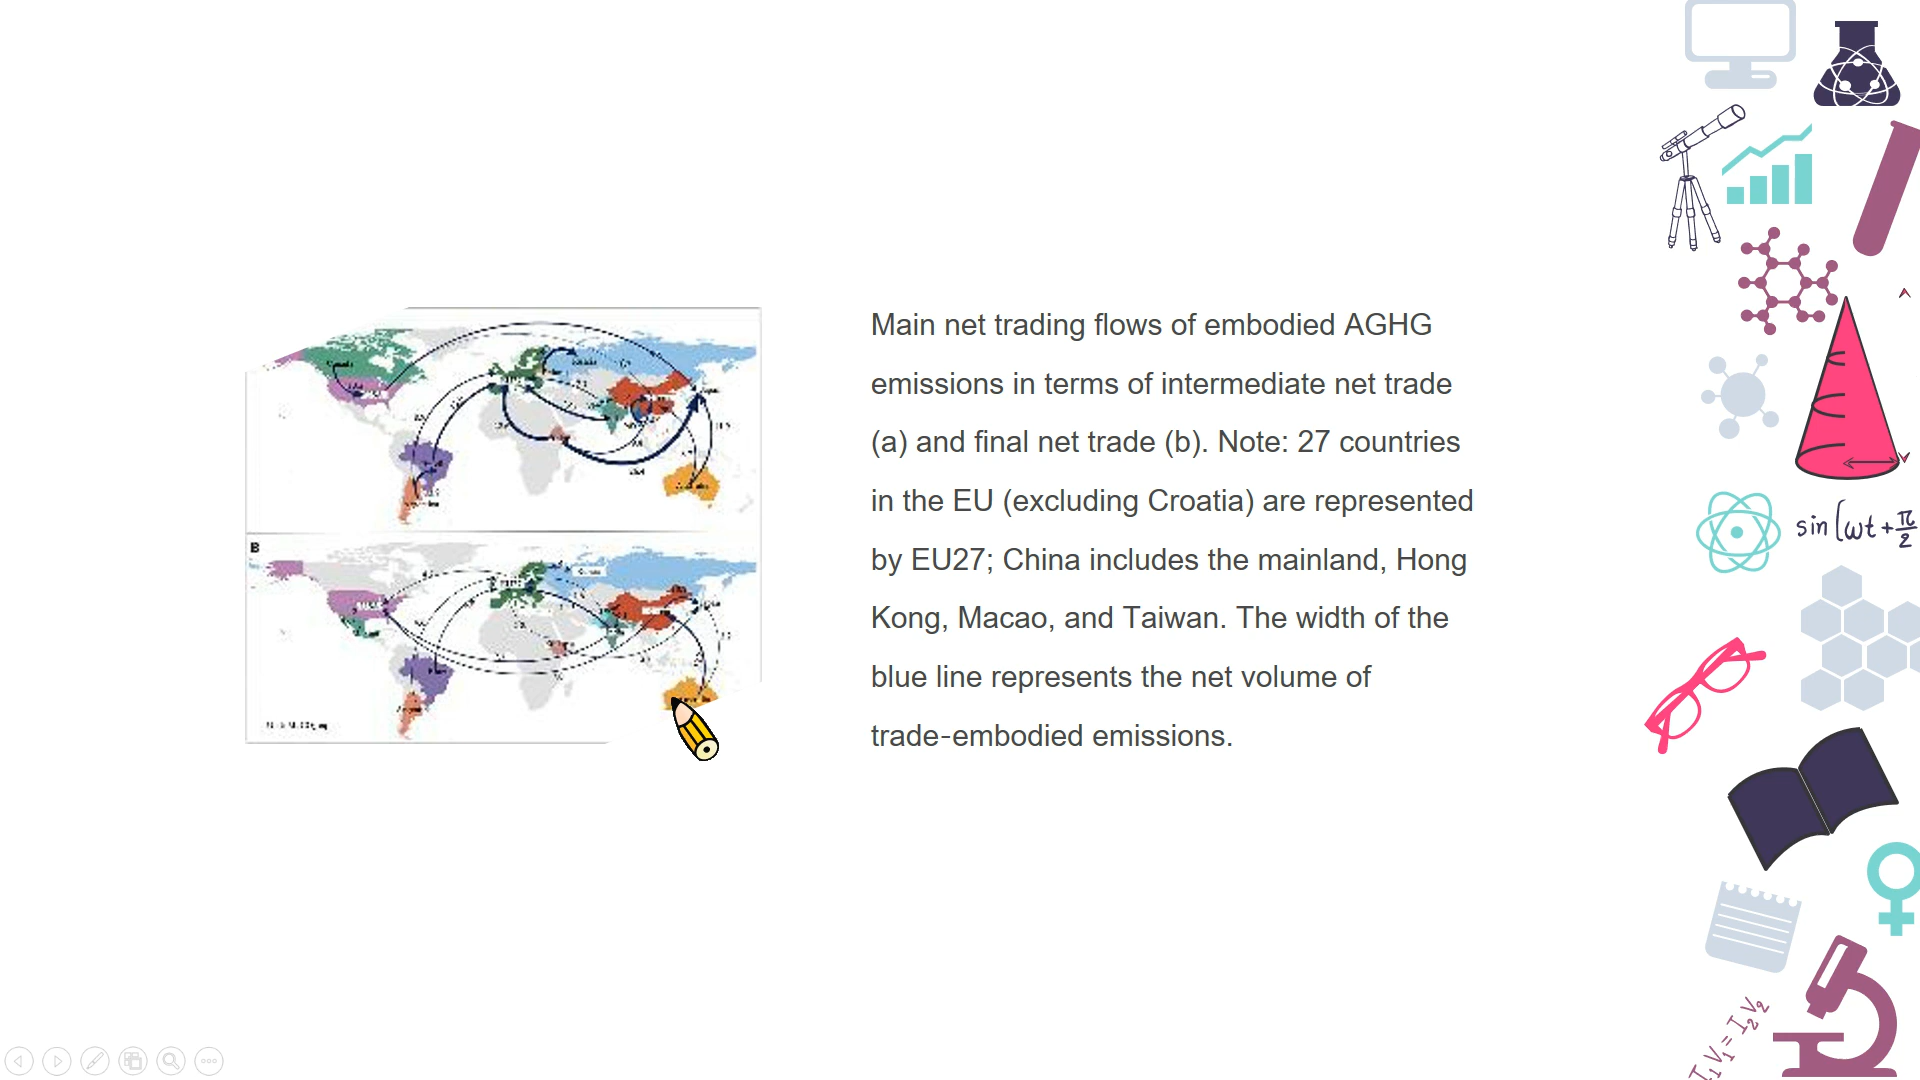 B
Main net trading flows of embodied AGHG
emissions in terms of intermediate net trade
(a) and final net trade (b). Note: 27 countries
in the EU (excluding Croatia) are represented
by EU27; China includes the mainland, Hong
Kong, Macao, and Taiwan. The width of the
blue line represents the net volume of
trade-embodied emissions.
sin(ωt+π/2
I₁V₁=I₂V₂